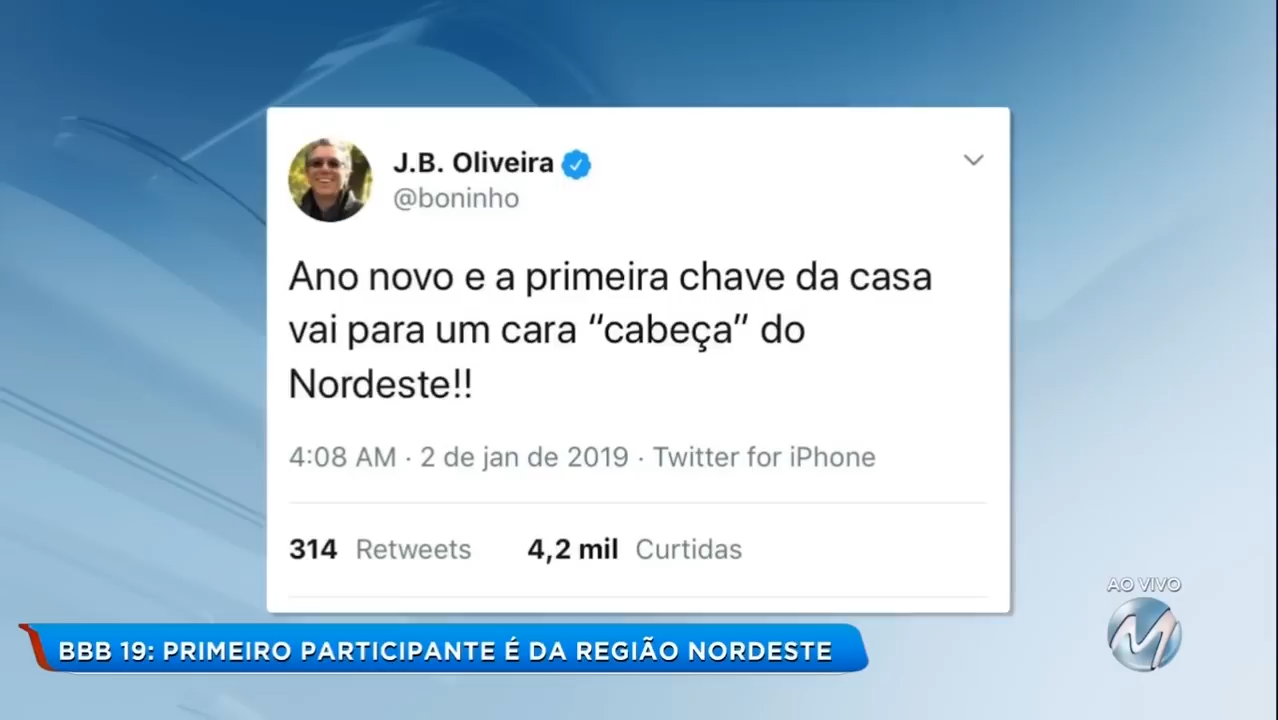 J.B. Oliveira
@boninho
Ano novo e a primeira chave da casa
vai para um cara “cabeça” do
Nordeste!!
4:08 AM · 2 de jan de 2019 · Twitter for iPhone
314 Retweets 4,2 mil Curtidas
AO VIVO
M
BBB 19: PRIMEIRO PARTICIPANTE É DA REGIÃO NORDESTE